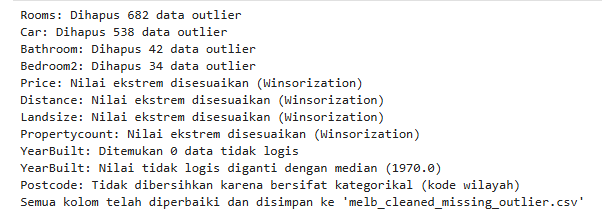 Rooms: Dihapus 682 data outlier
Car: Dihapus 538 data outlier
Bathroom: Dihapus 42 data outlier
Bedroom2: Dihapus 34 data outlier
Price: Nilai ekstrem disesuaikan (Winsorization)
Distance: Nilai ekstrem disesuaikan (Winsorization)
Landsize: Nilai ekstrem disesuaikan (Winsorization)
Propertycount: Nilai ekstrem disesuaikan (Winsorization)
YearBuilt: Ditemukan 0 data tidak logis
YearBuilt: Nilai tidak logis diganti dengan median (1970.0)
Postcode: Tidak dibersihkan karena bersifat kategorikal (kode wilayah)
Semua kolom telah diperbaiki dan disimpan ke 'melb_cleaned_missing_outlier.csv'